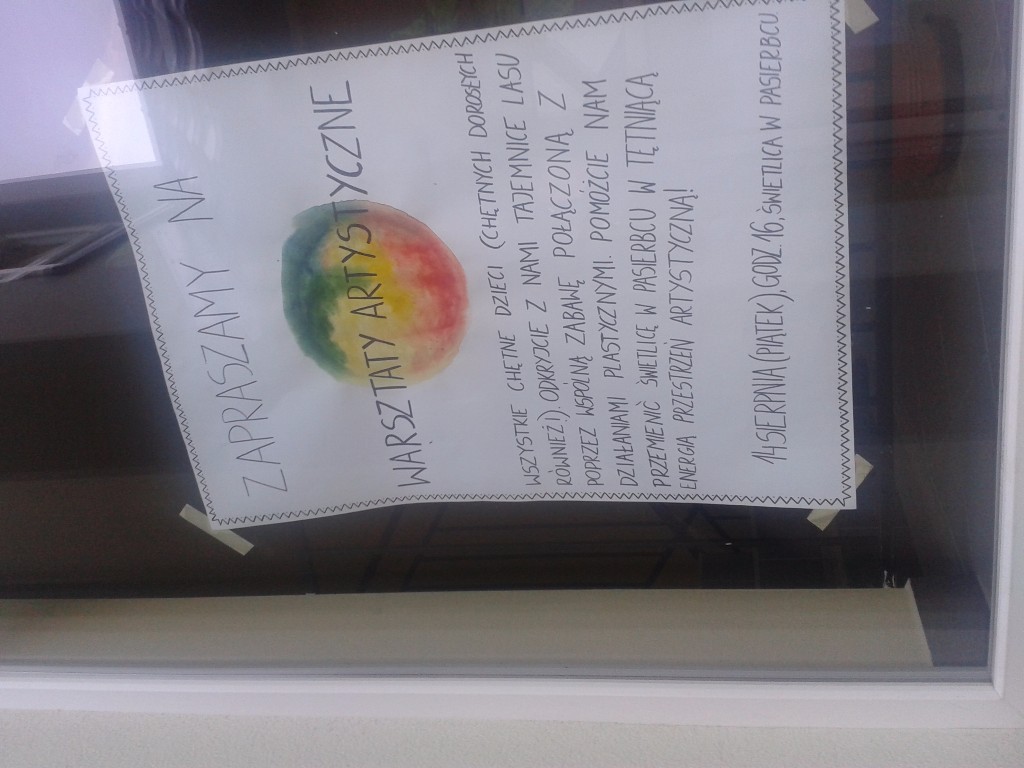 ZAPRASZAMY NA
WARSZTATY ARTYSTYCZNE
WSZYSTKIE CHĘTNE DZIECI (CHĘTNYCH DOROSŁYCH
RÓWNIEŻ!) ODKRYJCIE Z NAMI TAJEMNICE LASU
POPRZEZ WSPÓLNĄ ZABAWĘ POŁĄCZONĄ Z
DZIAŁANIAMI PLASTYCZNYMI. POMÓŻCIE NAM
PRZEMIENIĆ ŚWIETLICĘ W PASIERBCU W TĘTNIĄCĄ
ENERGIĄ PRZESTRZEŃ ARTYSTYCZNĄ!
14 SIERPNIA (PIĄTEK), GODZ.16, ŚWIETLICA W PASIERBCU